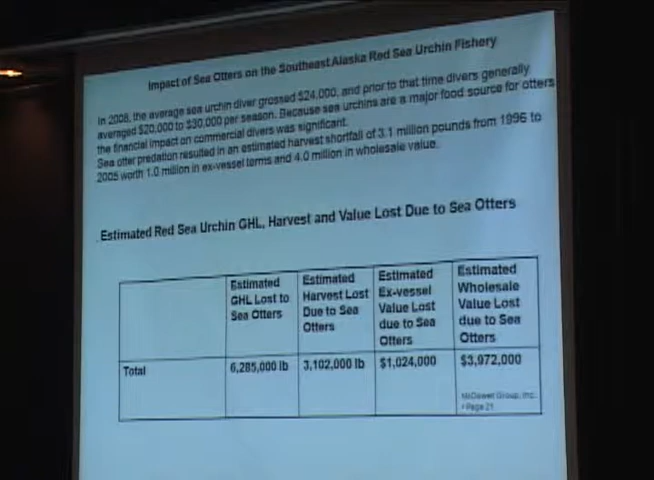 Impact of Sea Otters on the Southeast Alaska Red Sea Urchin Fishery
In 2008, the average sea urchin diver grossed $24,000, and prior to that time divers generally
averaged $20,000 to $30,000 per season. Because sea urchins are a major food source for otters
the financial impact on commercial divers was significant.
Sea otter predation resulted in an estimated harvest shortfall of 3.1 million pounds from 1996 to
2005 worth 1.0 million in ex-vessel terms and 4.0 million in wholesale value.
Estimated Red Sea Urchin GHL, Harvest and Value Lost Due to Sea Otters
Estimated
GHL Lost to
Sea Otters
Estimated
Harvest Lost
Due to Sea
Otters
Estimated
Ex-vessel
Value Lost
due to Sea
Otters
Estimated
Wholesale
Value Lost
due to Sea
Otters
Total
6,285,000 lb
3,102,000 lb
$1,024,000
$3,972,000
McDowell Group, Inc.
• Page 21